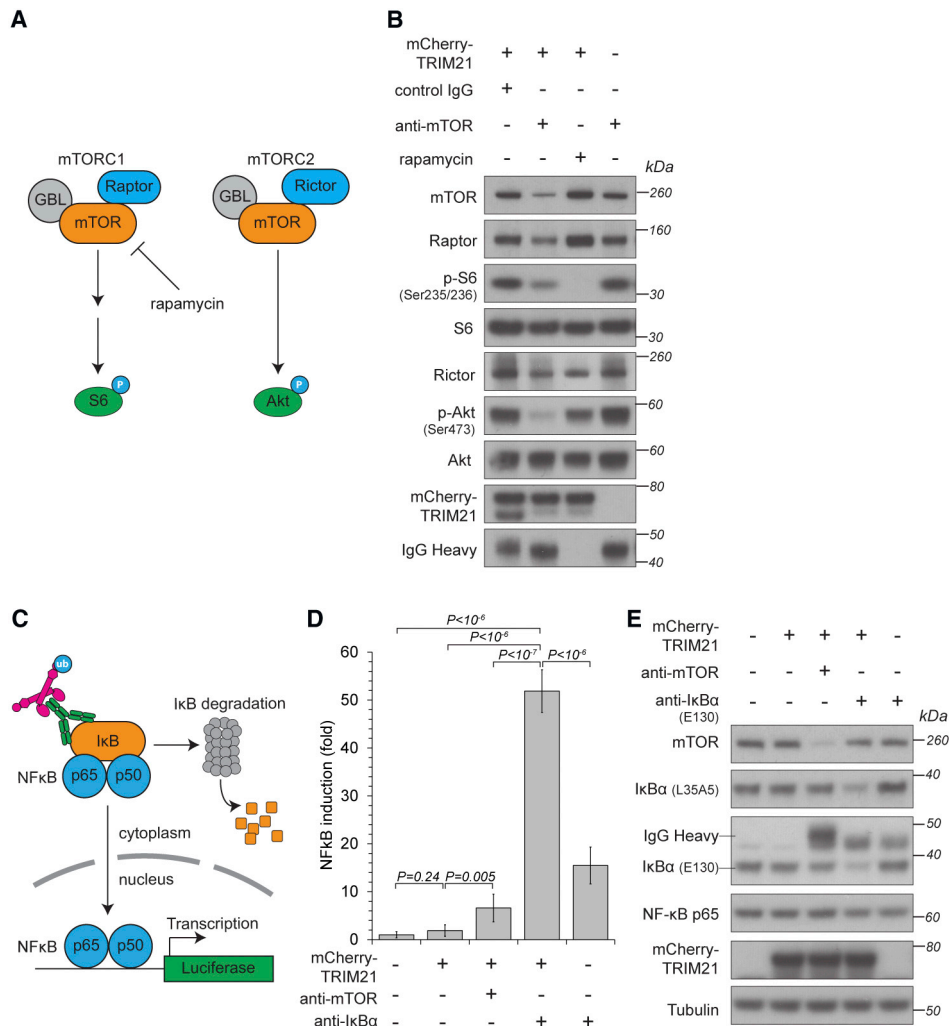 A
mTORC1
mTORC2
GBL
Raptor
mTOR
GBL
Rictor
mTOR
rapamycin
P
S6
P
Akt
B
mCherry-
TRIM21
+ + + -
control IgG
+ - - -
anti-mTOR
- + - +
rapamycin
- - + -
kDa
mTOR
260
Raptor
160
p-S6
(Ser235/236)
30
S6
30
Rictor
260
p-Akt
(Ser473)
60
Akt
60
mCherry-
TRIM21
80
IgG Heavy
50
40
C
ub
IκB
IκB degradation
NFκB
p65
p50
cytoplasm
nucleus
NFκB
p65
p50
Transcription
Luciferase
D
P<10⁻⁶
P<10⁻⁶
P<10⁻⁷
P<10⁻⁶
P=0.24
P=0.005
NFkB induction (fold)
60
50
40
30
20
10
0
mCherry-
TRIM21
- + + + -
anti-mTOR
- - + - -
anti-IκBα
- - - + +
E
mCherry-
TRIM21
- + + + -
anti-mTOR
- - + - -
anti-IκBα
(E130)
- - - + +
kDa
mTOR
260
IκBα (L35A5)
40
IgG Heavy
50
IκBα (E130)
40
NF-κB p65
60
mCherry-
TRIM21
80
Tubulin
50